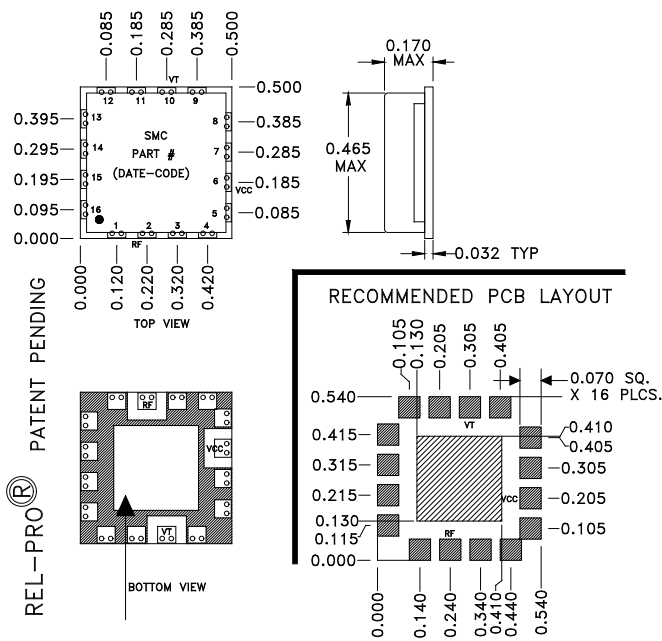 0.085
0.185
0.285
0.385
0.500
VT
12
11
10
9
0.500
0.395
0.295
0.195
0.095
0.000
13
14
15
16
SMC
PART #
(DATE-CODE)
8
7
6
5
0.385
0.285
VCC
0.185
0.085
1
2
3
4
RF
0.000
0.120
0.220
0.320
0.420
TOP VIEW
0.170
MAX
0.465
MAX
0.032 TYP
REL-PRO® PATENT PENDING
RF
VCC
VT
BOTTOM VIEW
RECOMMENDED PCB LAYOUT
0.105
0.130
0.205
0.305
0.405
0.070 SQ.
X 16 PLCS.
0.540
0.415
0.315
0.215
0.130
0.115
0.000
VT
VCC
RF
0.410
0.405
0.305
0.205
0.105
0.000
0.140
0.240
0.340
0.410
0.440
0.540